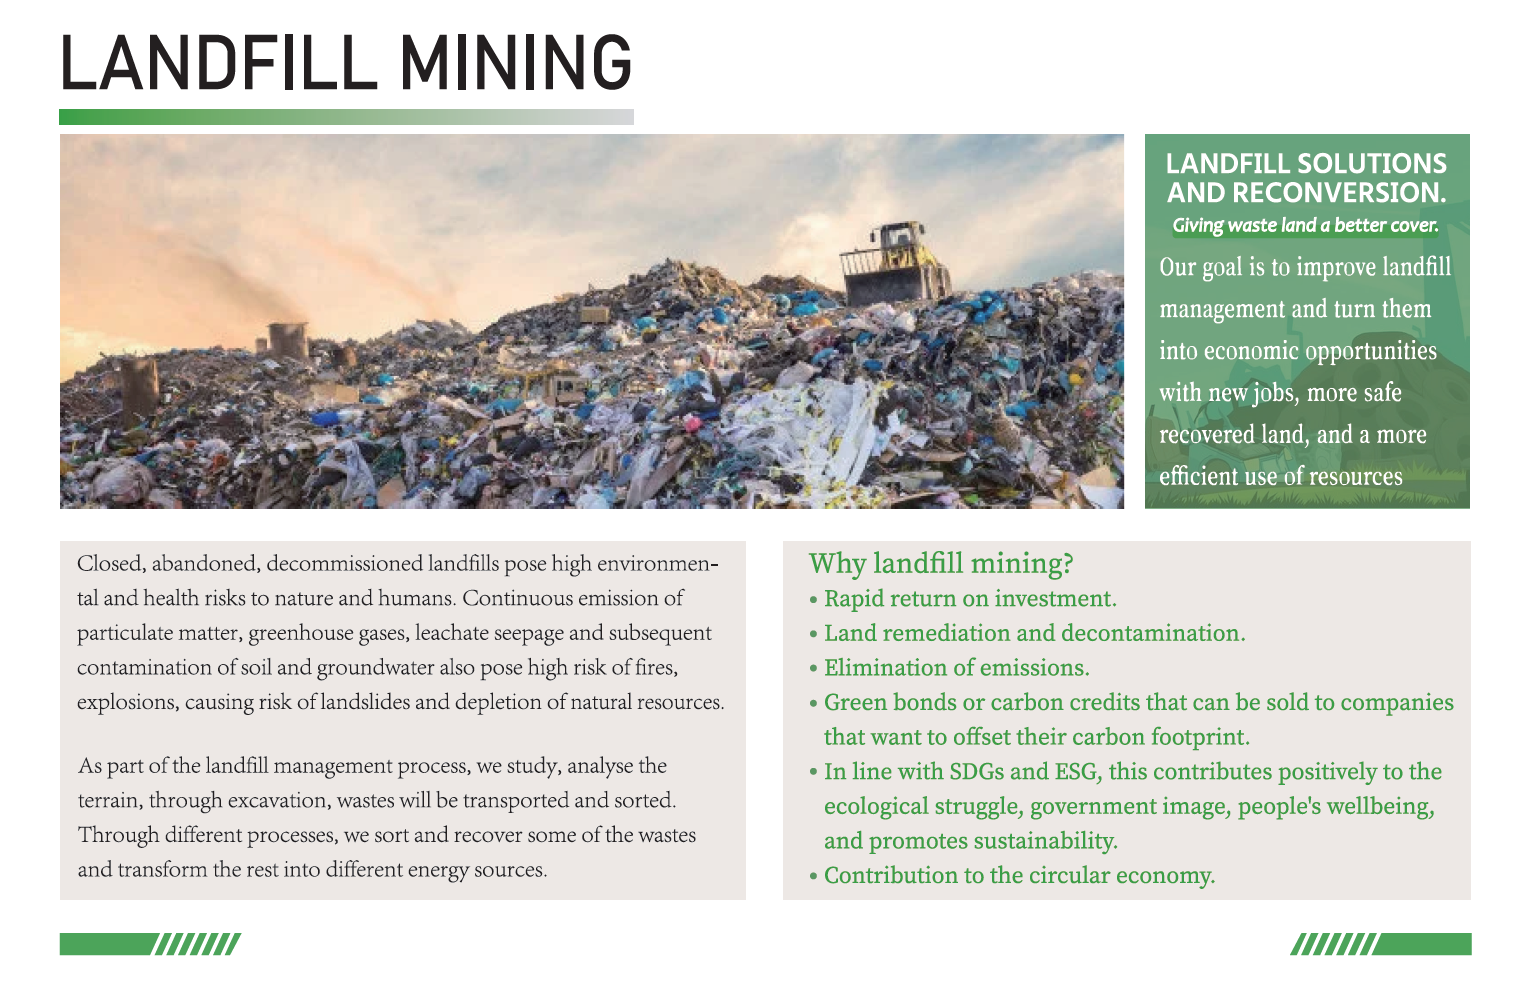 LANDFILL MINING
LANDFILL SOLUTIONS
AND RECONVERSION.
Giving waste land a better cover.
Our goal is to improve landfill
management and turn them
into economic opportunities
with new jobs, more safe
recovered land, and a more
efficient use of resources
Closed, abandoned, decommissioned landfills pose high environmen-
tal and health risks to nature and humans. Continuous emission of
particulate matter, greenhouse gases, leachate seepage and subsequent
contamination of soil and groundwater also pose high risk of fires,
explosions, causing risk of landslides and depletion of natural resources.
As part of the landfill management process, we study, analyse the
terrain, through excavation, wastes will be transported and sorted.
Through different processes, we sort and recover some of the wastes
and transform the rest into different energy sources.
Why landfill mining?
• Rapid return on investment.
• Land remediation and decontamination.
• Elimination of emissions.
• Green bonds or carbon credits that can be sold to companies
that want to offset their carbon footprint.
• In line with SDGs and ESG, this contributes positively to the
ecological struggle, government image, people's wellbeing,
and promotes sustainability.
• Contribution to the circular economy.